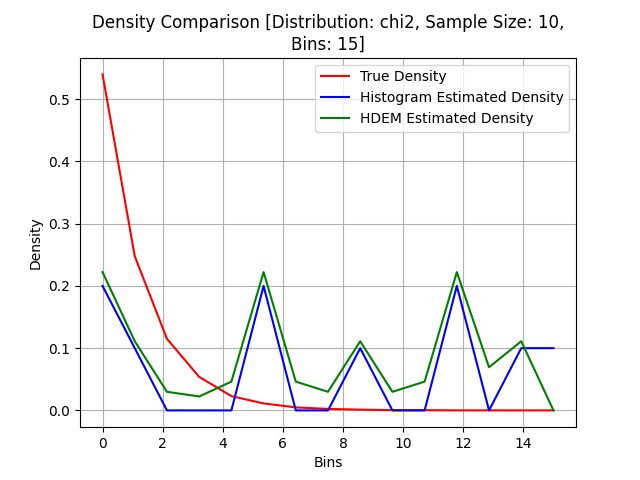 Density Comparison [Distribution: chi2, Sample Size: 10,
Bins: 15]
True Density
Histogram Estimated Density
HDEM Estimated Density
Density
0.5
0.4
0.3
0.2
0.1
0.0
0 2 4 6 8 10 12 14
Bins